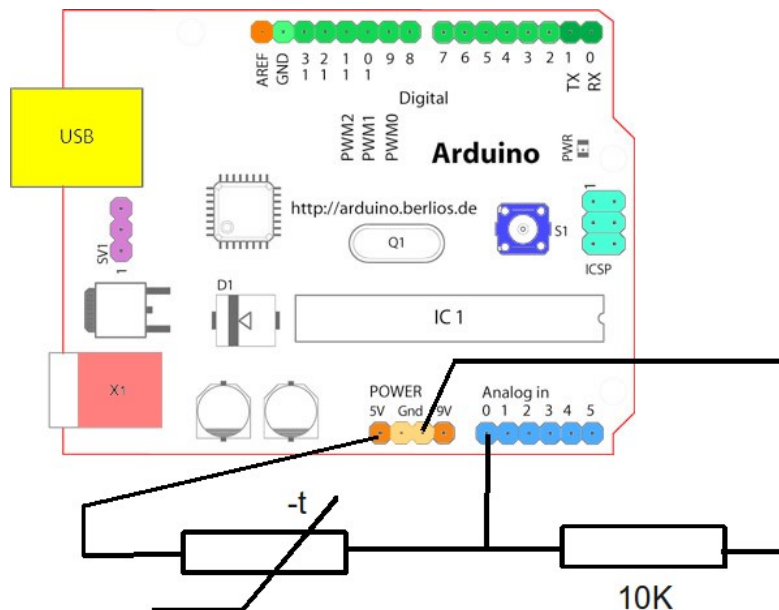 AREF
GND
13
12
11
10
9
8
7
6
5
4
3
2
1
0
TX
RX
Digital
PWM2
PWM1
PWM0
Arduino
PWR
USB
1
http://arduino.berlios.de
S1
Q1
SV1
1
ICSP
D1
IC 1
X1
POWER
Analog in
5V
Gnd
9V
0
1
2
3
4
5
-t
10K